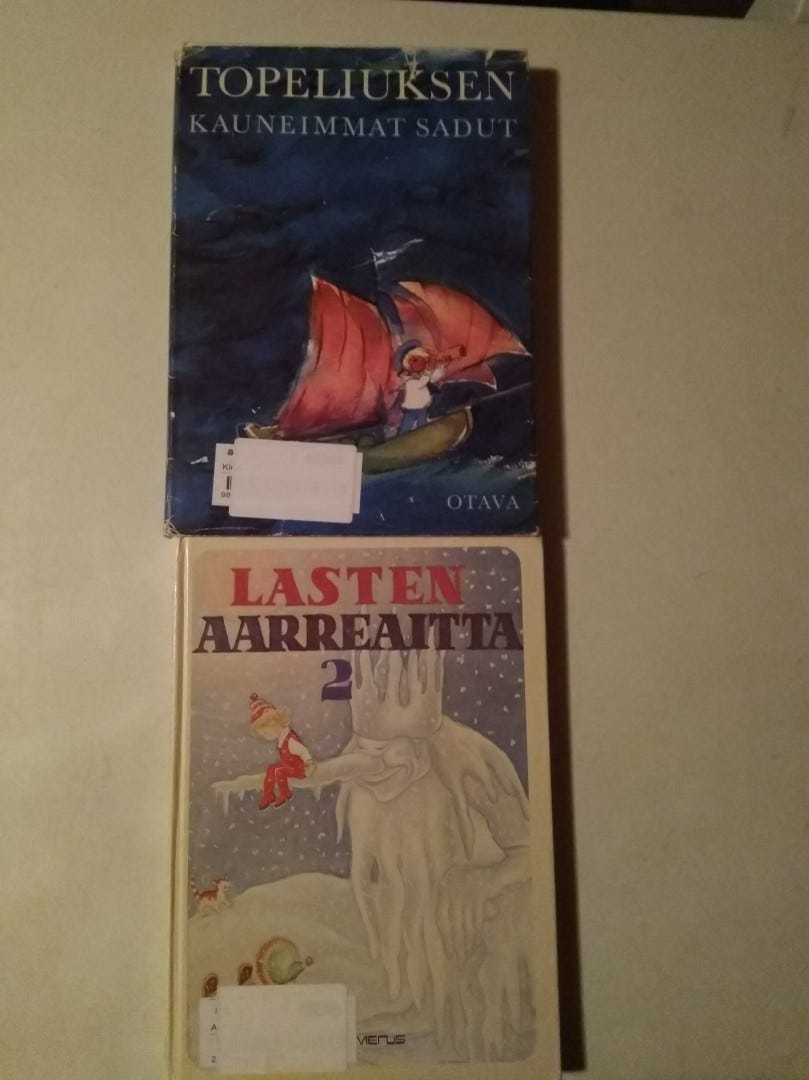 TOPELIUKSEN
KAUNEIMMAT SADUT
OTAVA
LASTEN
AARREAITTA
2